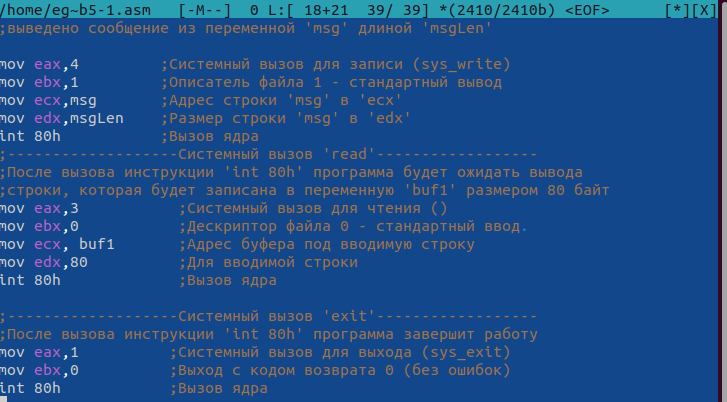 /home/eg~b5-1.asm   [-M--]  0 L:[ 18+21  39/ 39] *(2410/2410b) <EOF>      [*][X]
;выведено сообщение из переменной 'msg' длиной 'msgLen'
mov eax,4         ;Системный вызов для записи (sys_write)
mov ebx,1         ;Описатель файла 1 - стандартный вывод
mov ecx,msg       ;Адрес строки 'msg' в 'ecx'
mov edx,msgLen    ;Размер строки 'msg' в 'edx'
int 80h           ;Вызов ядра
;-------------------Системный вызов 'read'------------------
;После вызова инструкции 'int 80h' программа будет ожидать вывода
;строки, которая будет записана в переменную 'buf1' размером 80 байт
mov eax,3           ;Системный вызов для чтения ()
mov ebx,0           ;Дескриптор файла 0 - стандартный ввод.
mov ecx, buf1       ;Адрес буфера под вводимую строку
mov edx,80          ;Для вводимой строки
int 80h             ;Вызов ядра
;-------------------Системный вызов 'exit'------------------
;После вызова инструкции 'int 80h' программа завершит работу
mov eax,1          ;Системный вызов для выхода (sys_exit)
mov ebx,0          ;Выход с кодом возврата 0 (без ошибок)
int 80h            ;Вызов ядра